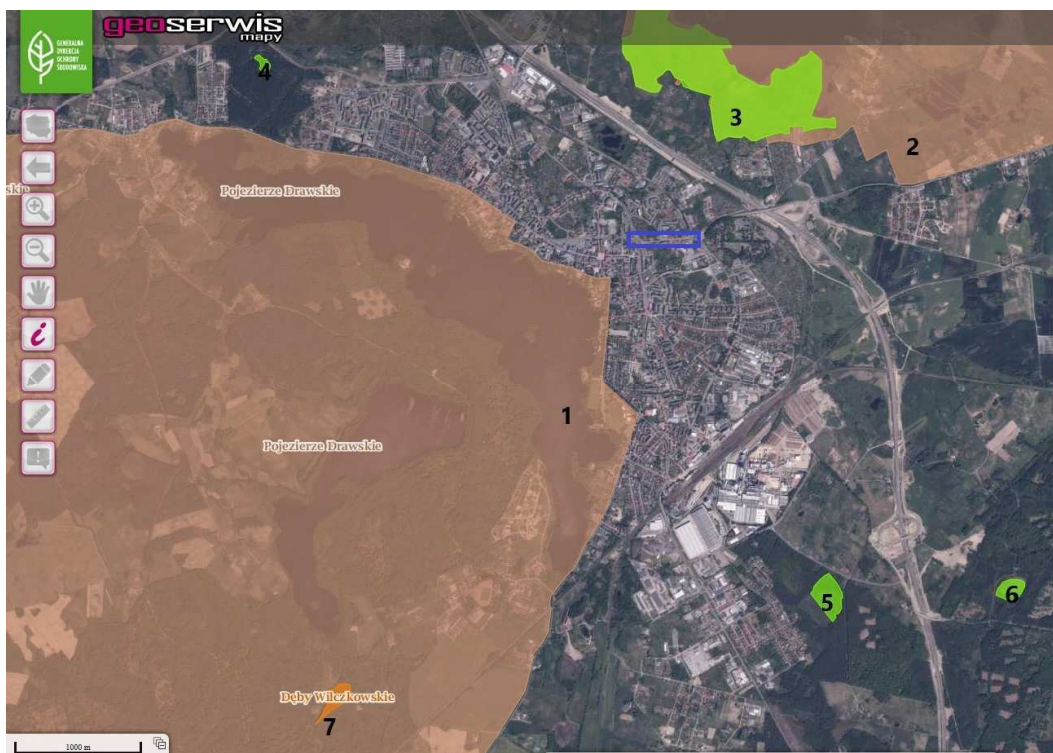 GENERALNA
DYREKCJA
OCHRONY
ŚRODOWISKA
geoserwis
mapy
4
3
2
skie
Pojezierze Drawskie
1
Pojezierze Drawskie
i
5
6
Dęby Wilczkowskie
7
1000 m